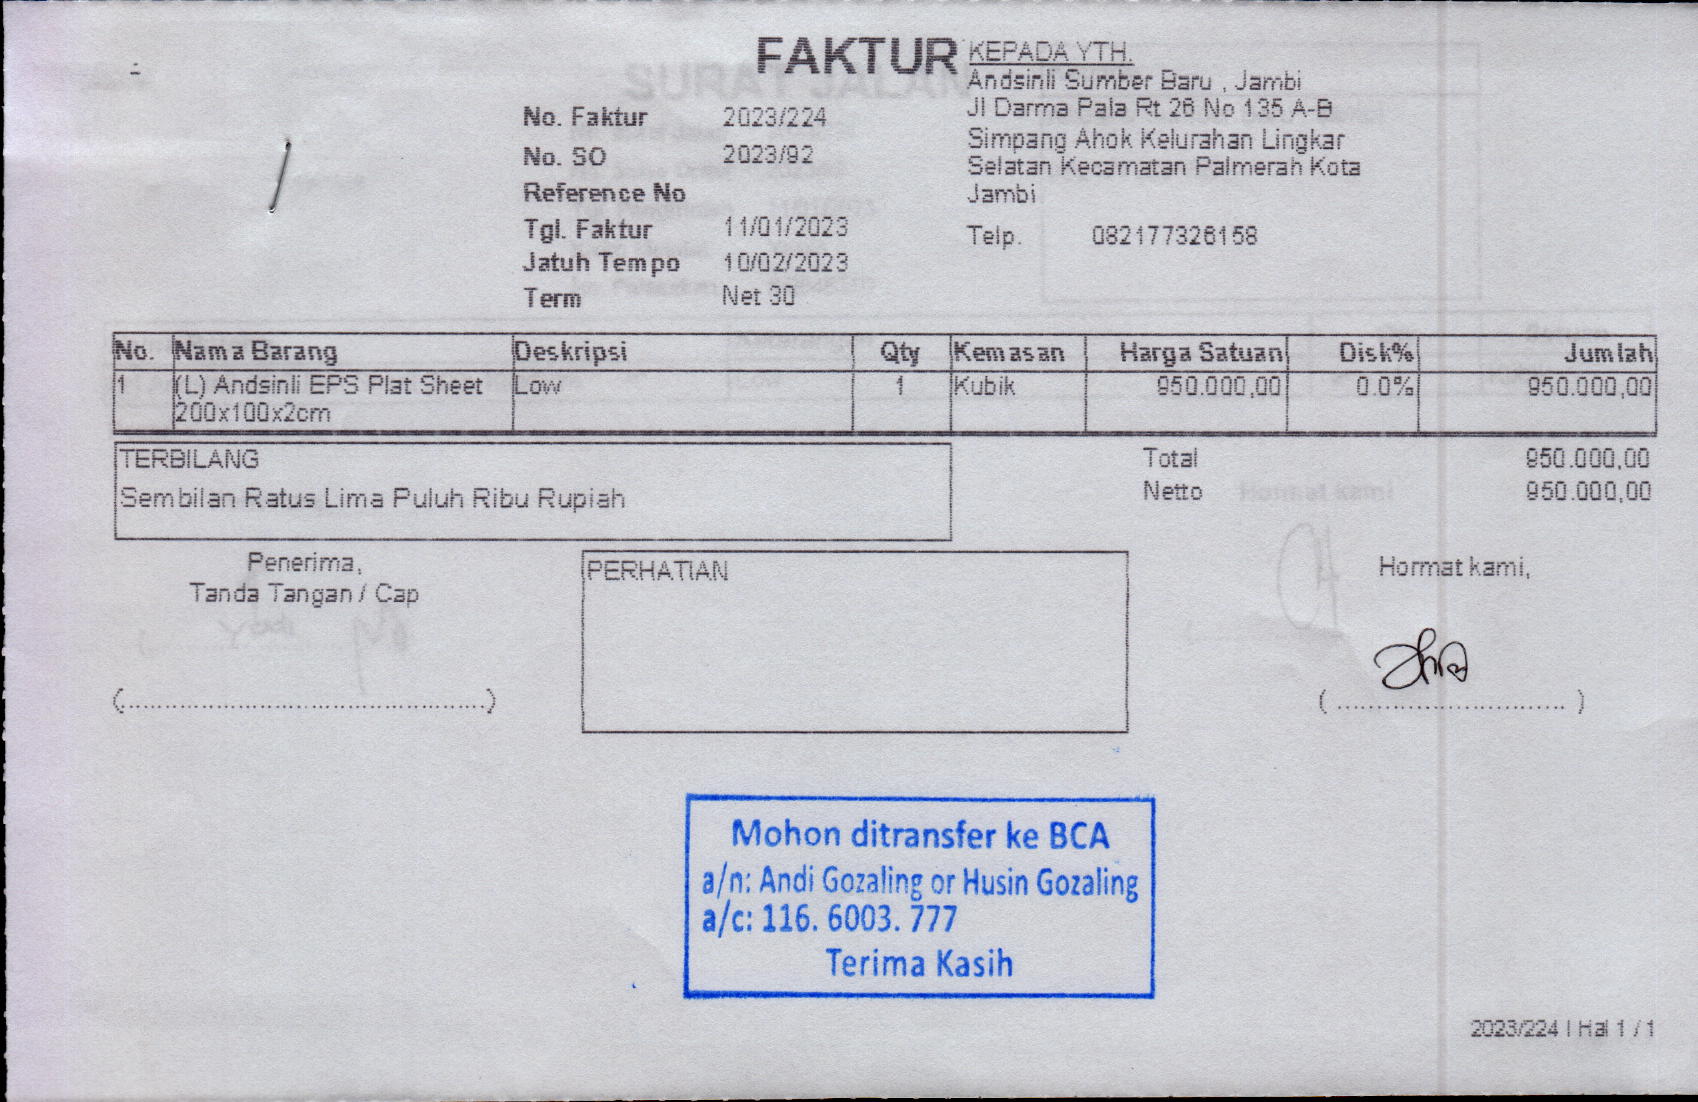 FAKTUR
KEPADA YTH.
Andsinli Sumber Baru , Jambi
Jl Darma Pala Rt 26 No 135 A-B
Simpang Ahok Kelurahan Lingkar
Selatan Kecamatan Palmerah Kota
Jambi
Telp. 082177326158
No. Faktur 2023/224
No. SO 2023/92
Reference No
Tgl. Faktur 11/01/2023
Jatuh Tempo 10/02/2023
Term Net 30
No. Nama Barang Deskripsi Qty Kemasan Harga Satuan Disk% Jumlah
1 (L) Andsinli EPS Plat Sheet Low 1 Kubik 950.000,00 0.0% 950.000,00
200x100x2cm
TERBILANG
Sembilan Ratus Lima Puluh Ribu Rupiah
Total 950.000,00
Netto 950.000,00
Penerima,
Tanda Tangan / Cap
(................................................)
PERHATIAN
Hormat kami,
( ............................. )
Mohon ditransfer ke BCA
a/n: Andi Gozaling or Husin Gozaling
a/c: 116. 6003. 777
Terima Kasih
2023/224 | Hal 1 / 1
SURAT JALAN
Hormat kami